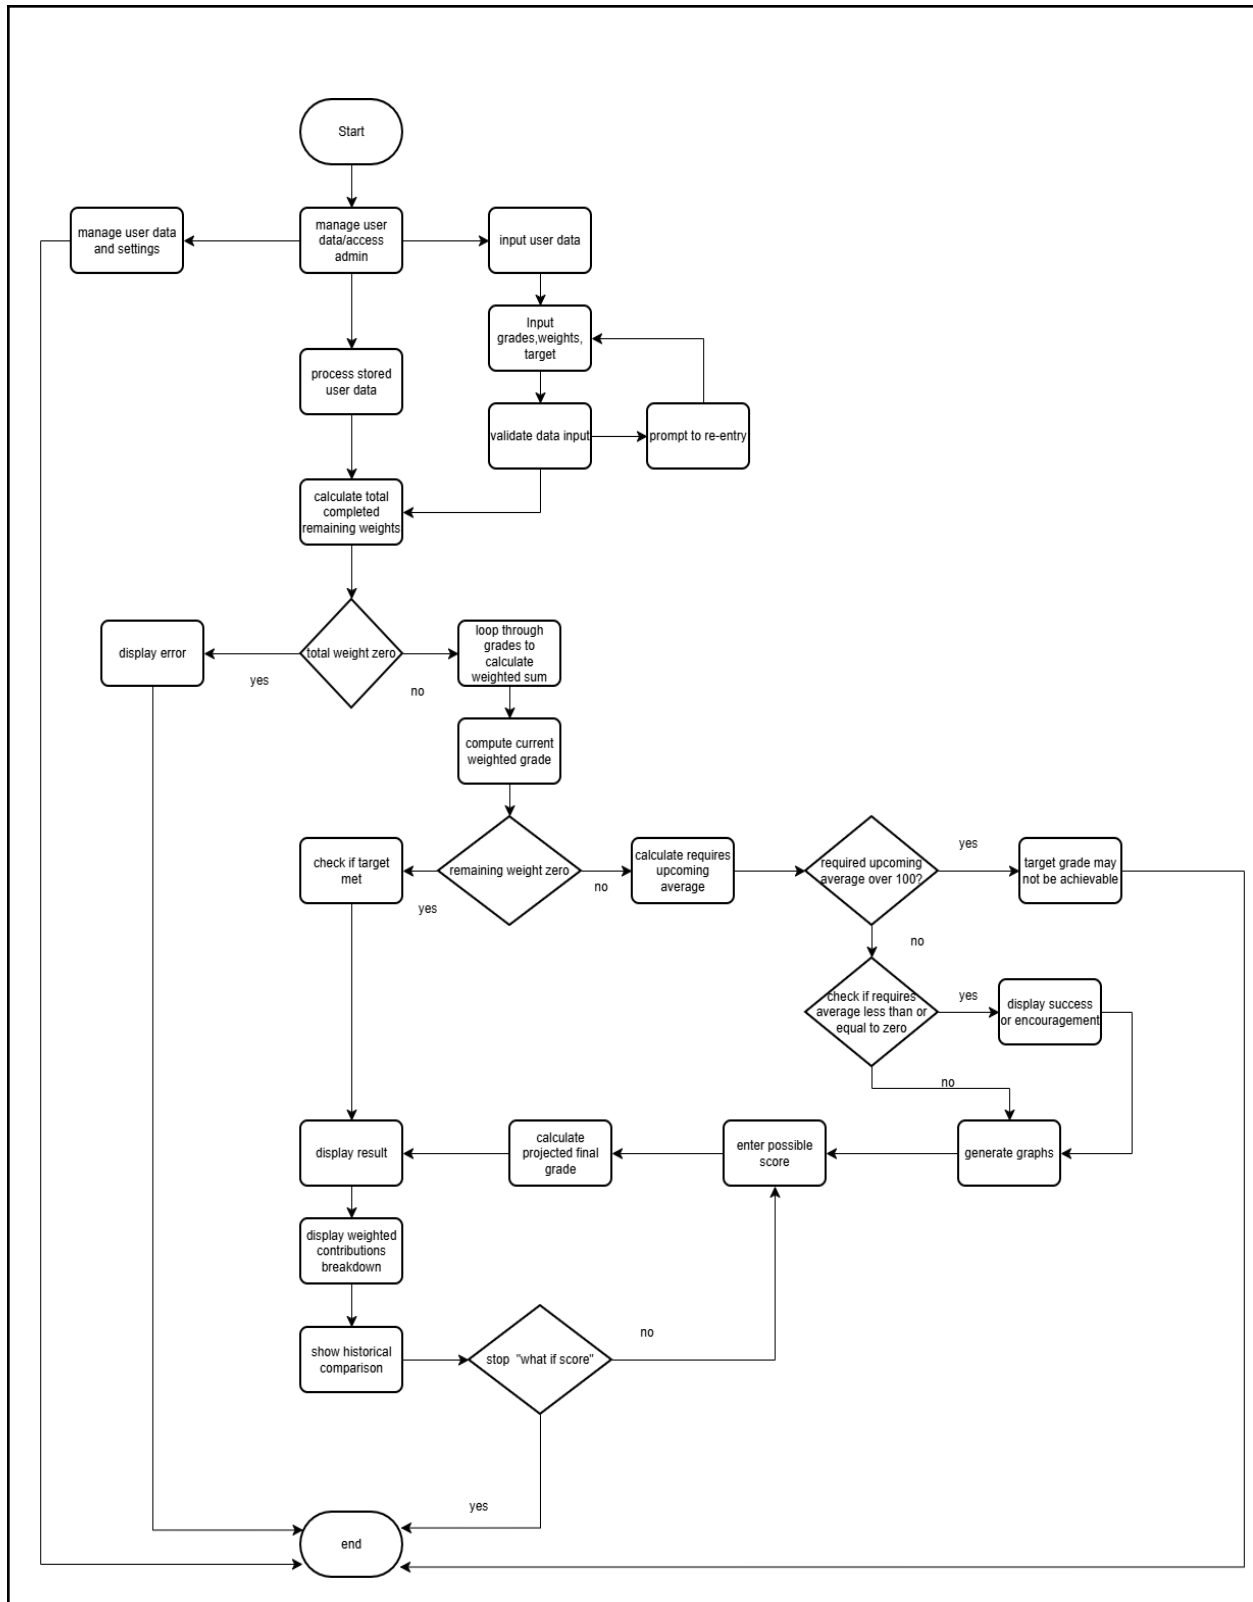 Start
manage user data
and settings
manage user
data/access
admin
input user data
Input
grades,weights,
target
process stored
user data
validate data input
prompt to re-entry
calculate total
completed
remaining weights
display error
yes
total weight zero
no
loop through
grades to
calculate
weighted sum
compute current
weighted grade
check if target
met
yes
remaining weight zero
no
calculate requires
upcoming
average
required upcoming
average over 100?
yes
target grade may
not be achievable
no
check if requires
average less than or
equal to zero
yes
display success
or encouragement
no
display result
calculate
projected final
grade
enter possible
score
generate graphs
display weighted
contributions
breakdown
show historical
comparison
stop "what if score"
no
yes
end